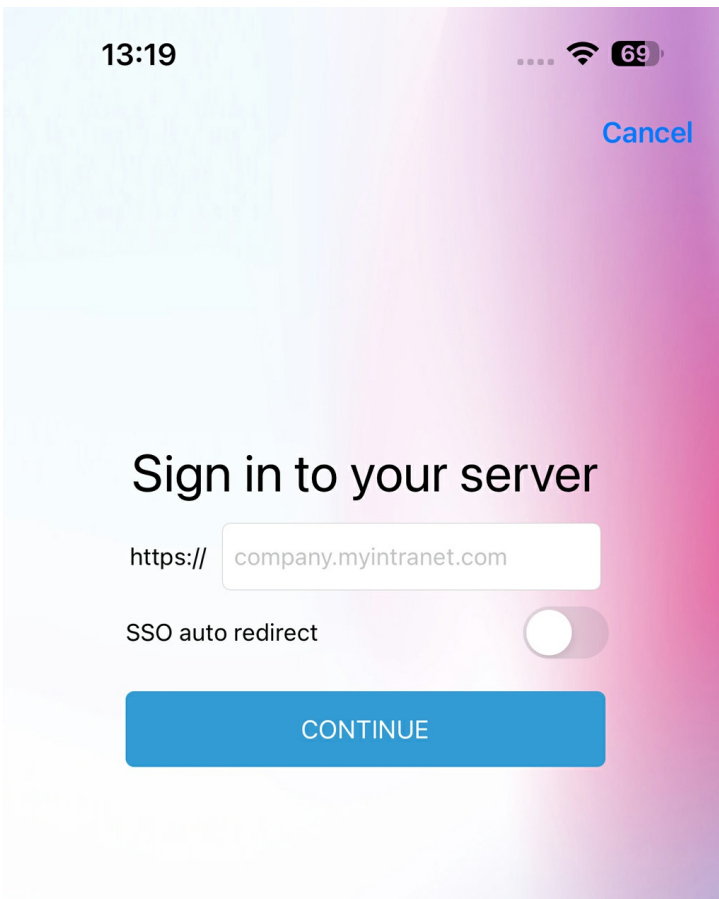 13:19
69
Cancel
Sign in to your server
https:// company.myintranet.com
SSO auto redirect
CONTINUE